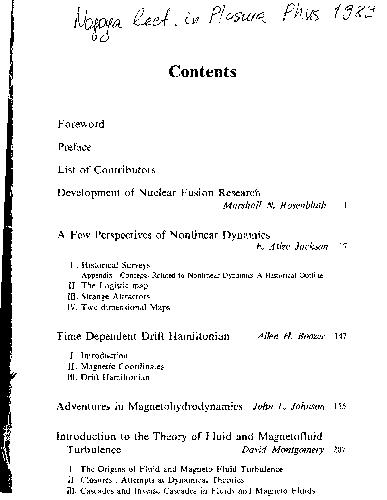 Nagoya Lect. in Plasma Phys 1982
Contents
Foreword
Preface
List of Contributors
Development of Nuclear Fusion Research
Marshall N. Rosenbluth 1
A Few Perspectives of Nonlinear Dynamics
E. Atlee Jackson
I. Historical Surveys
Appendix Concepts Related to Nonlinear Dynamics A Historical Outline
II. The Logistic map
III. Strange Attractors
IV. Two dimensional Maps
Time Dependent Drift Hamiltonian Allen H. Boozer 147
I. Introduction
II. Magnetic Coordinates
III. Drift Hamiltonian
Adventures in Magnetohydrodynamics John L. Johnson
Introduction to the Theory of Fluid and Magnetofluid
Turbulence David Montgomery 207
I. The Origins of Fluid and Magneto Fluid Turbulence
II. Closures: Attempts at Dynamical Theories
III. Cascades and Inverse Cascades in Fluids and Magneto Fluids